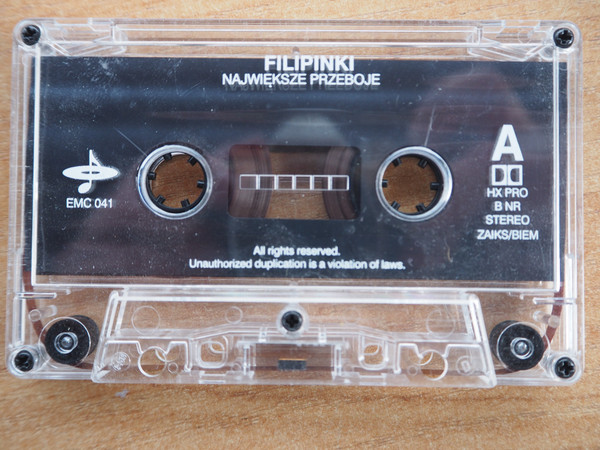 FILIPINKI
NAJWIĘKSZE PRZEBOJE
EMC 041
A
HX PRO
B NR
STEREO
ZAIKS/BIEM
All rights reserved.
Unauthorized duplication is a violation of laws.